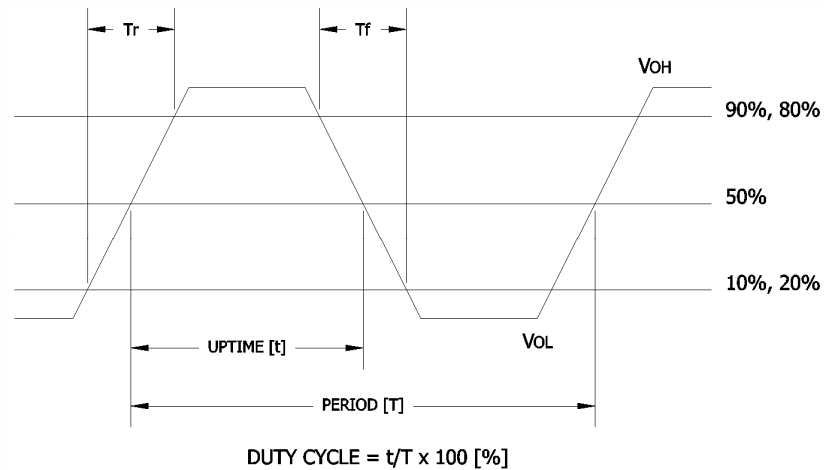 Tr
Tf
VOH
90%, 80%
50%
10%, 20%
UPTIME [t]
VOL
PERIOD [T]
DUTY CYCLE = t/T x 100 [%]